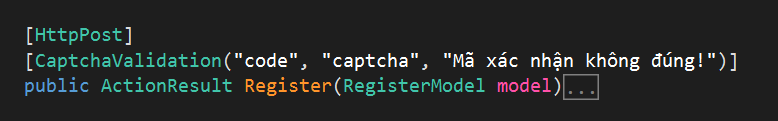 [HttpPost]
[CaptchaValidation("code", "captcha", "Mã xác nhận không đúng!")]
public ActionResult Register(RegisterModel model)...